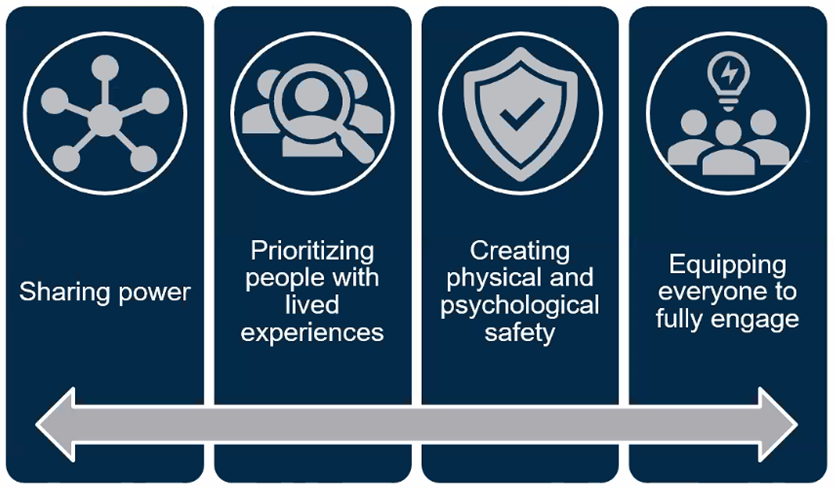 Sharing power
Prioritizing
people with
lived
experiences
Creating
physical and
psychological
safety
Equipping
everyone to
fully engage